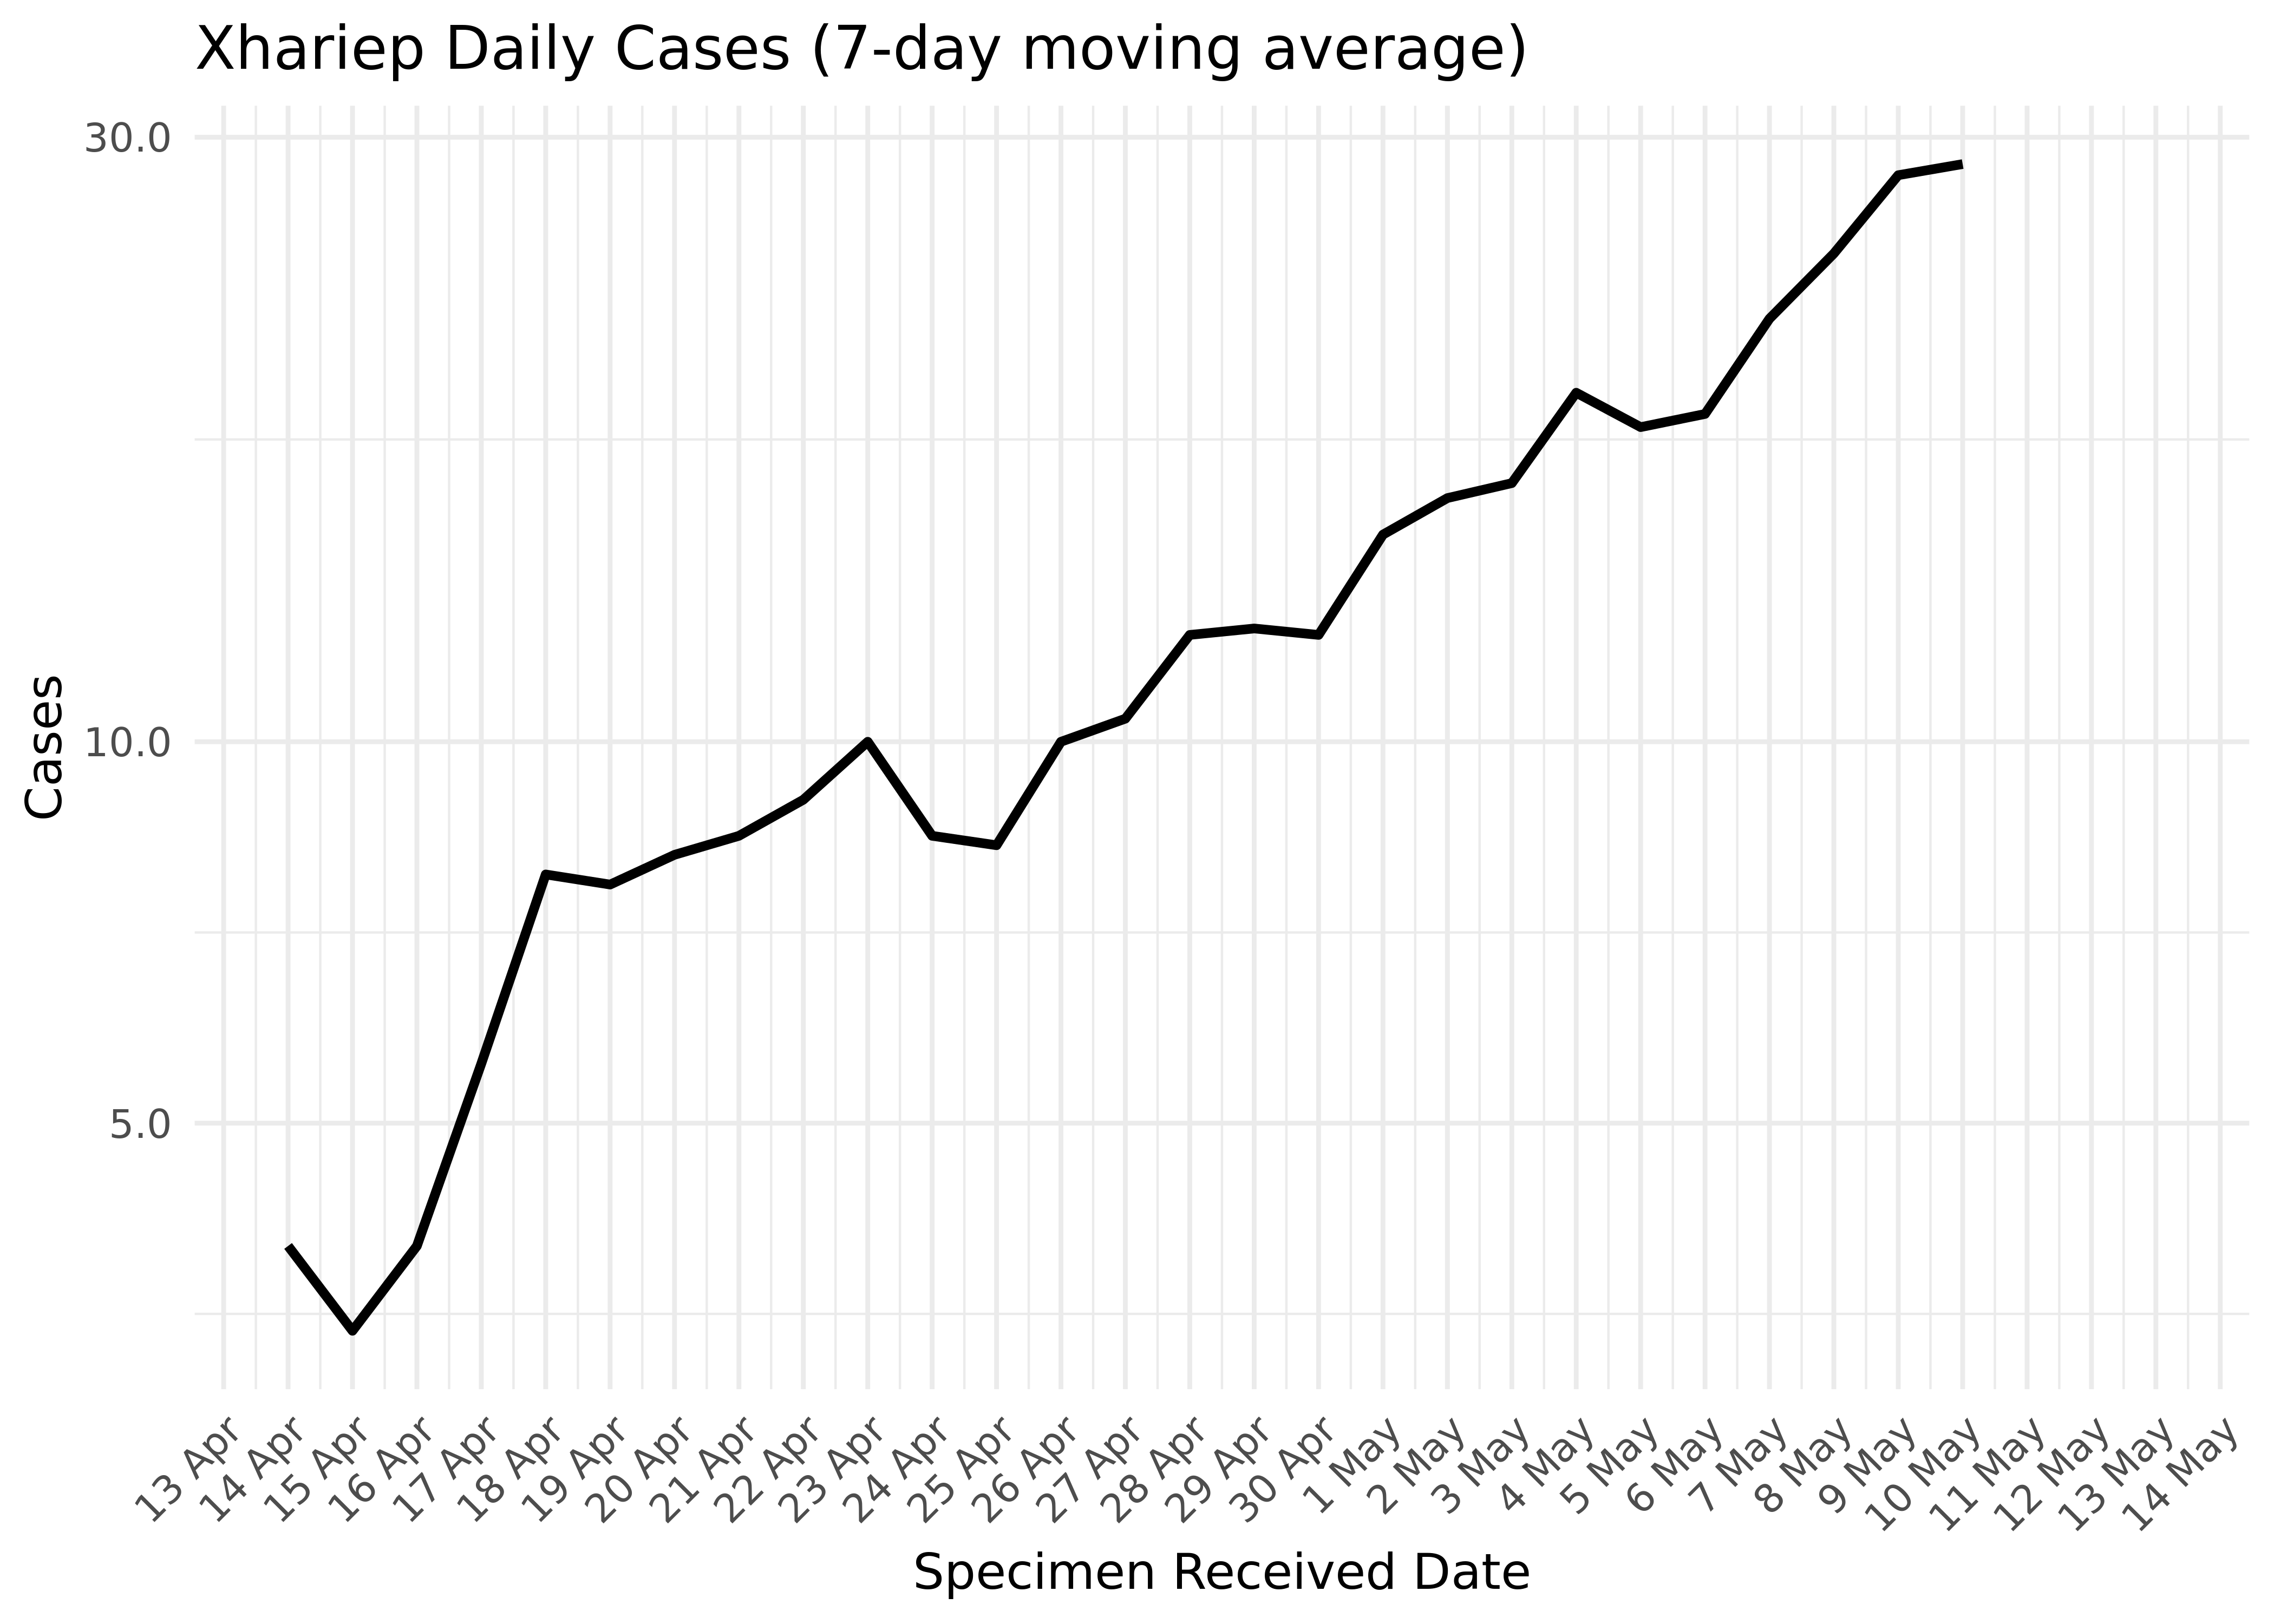 Xhariep Daily Cases (7-day moving average)
30.0
10.0
5.0
Cases
13 Apr
14 Apr
15 Apr
16 Apr
17 Apr
18 Apr
19 Apr
20 Apr
21 Apr
22 Apr
23 Apr
24 Apr
25 Apr
26 Apr
27 Apr
28 Apr
29 Apr
30 Apr
1 May
2 May
3 May
4 May
5 May
6 May
7 May
8 May
9 May
10 May
11 May
12 May
13 May
14 May
Specimen Received Date